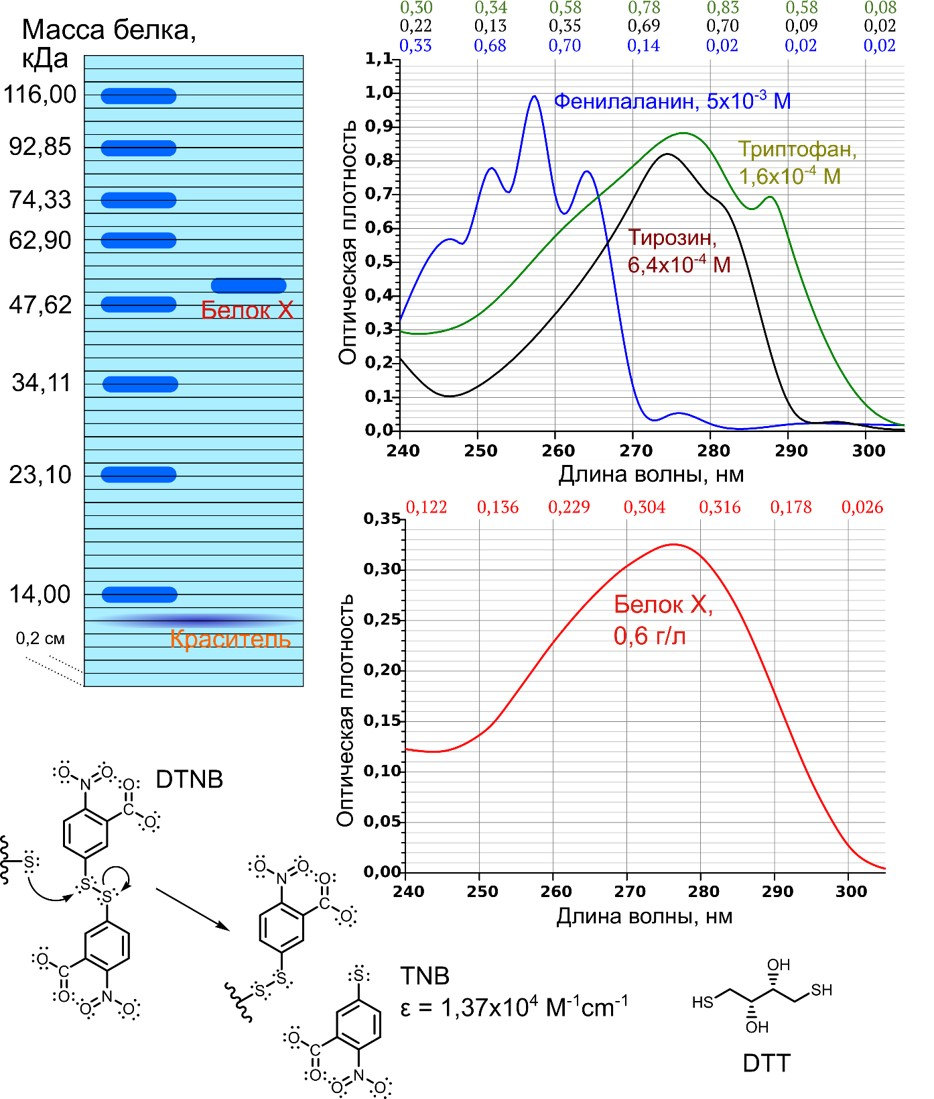 Масса белка,
кДа
116,00
92,85
74,33
62,90
47,62
34,11
23,10
14,00
Белок X
Краситель
0,2 см
0,30 0,34 0,58 0,78 0,83 0,58 0,08
0,22 0,15 0,35 0,69 0,70 0,09 0,02
0,33 0,68 0,70 0,14 0,02 0,02 0,02
1,1
1,0
0,9
0,8
0,7
0,6
0,5
0,4
0,3
0,2
0,1
0,0
Оптическая плотность
Фенилаланин, 5x10-3 М
Триптофан,
1,6x10-4 М
Тирозин,
6,4x10-4 М
240 250 260 270 280 290 300
Длина волны, нм
0,122 0,136 0,229 0,304 0,316 0,178 0,026
0,35
0,30
0,25
0,20
0,15
0,10
0,05
0,00
Оптическая плотность
Белок X,
0,6 г/л
240 250 260 270 280 290 300
Длина волны, нм
DTNB
O
N
O
O
C
O
S
S
S
O
C
O
O
N
O
O
N
O
O
C
O
S
S
S
O
C
O
O
N
O
TNB
ε = 1,37x10⁴ M⁻¹cm⁻¹
OH
HS
SH
OH
DTT